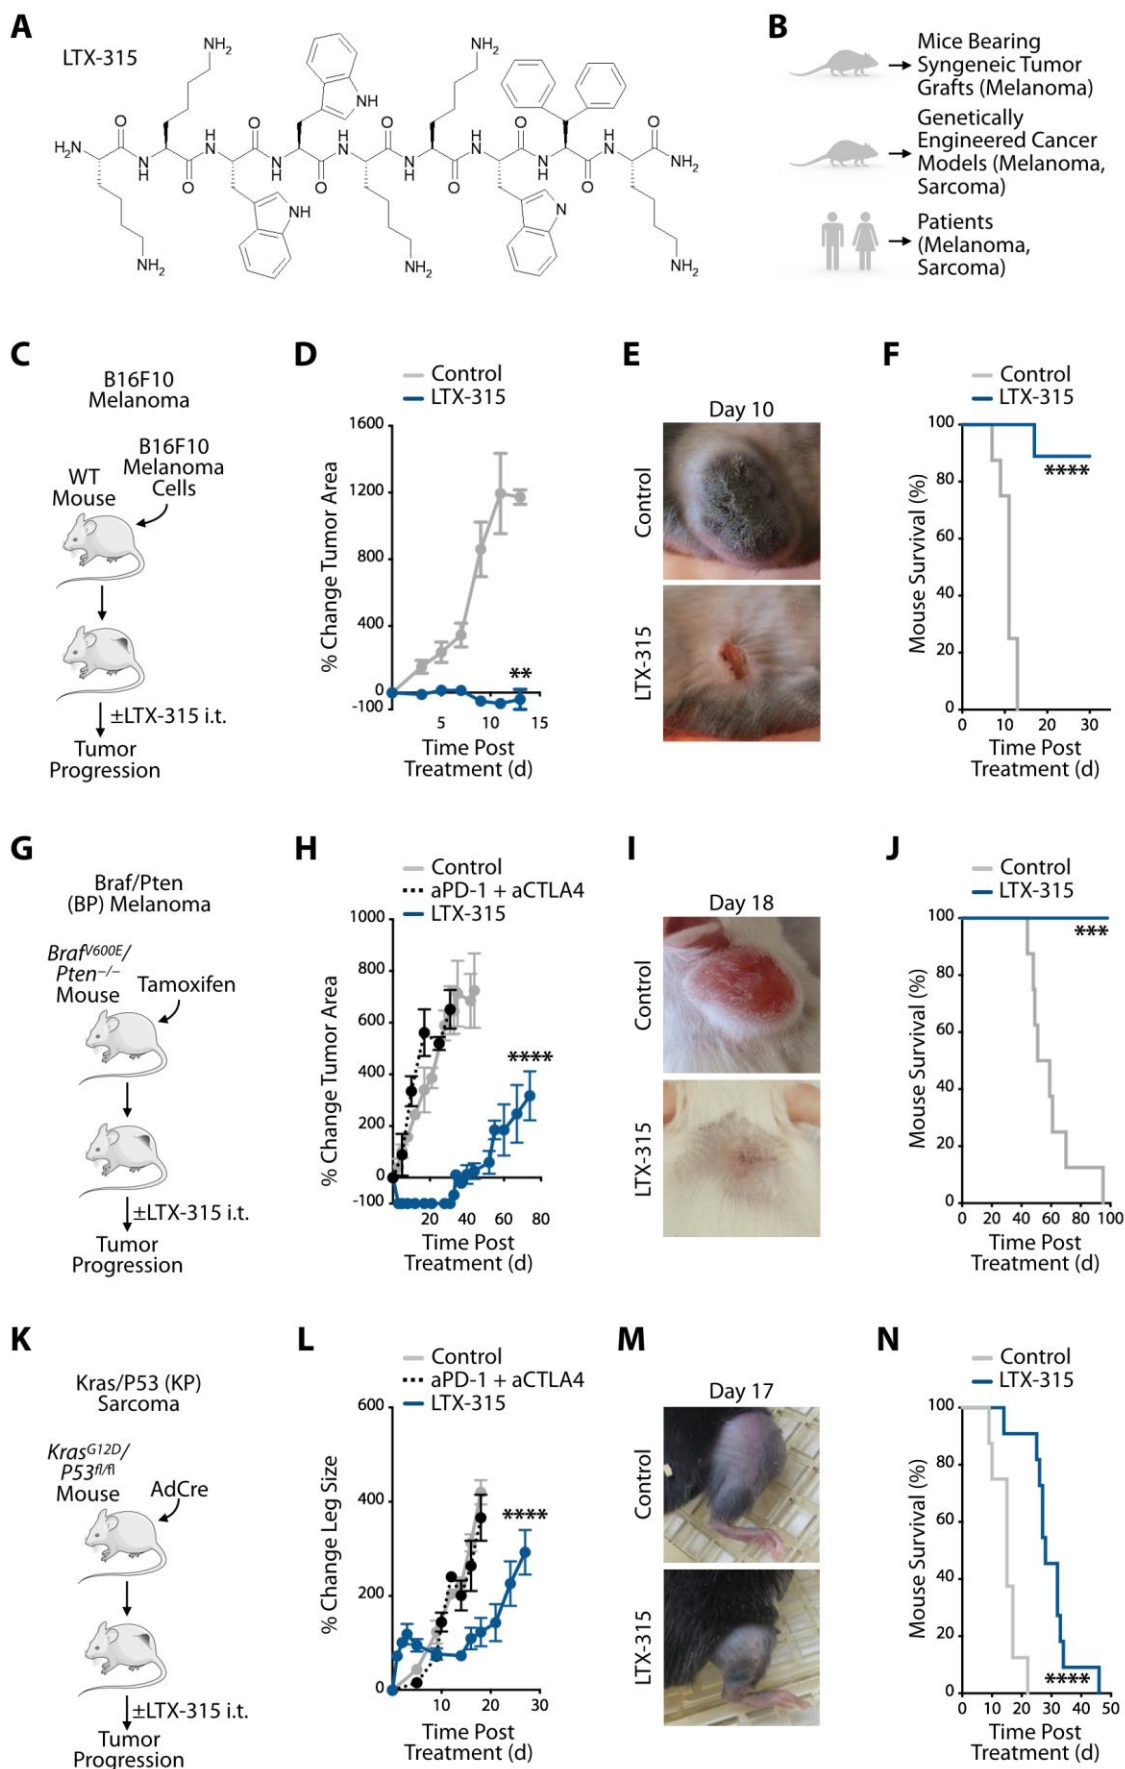 A
LTX-315
NH2
NH2
NH
O
O
O
O
O
H2N
N
H
H
N
N
H
H
N
N
H
H
N
N
H
H
N
NH2
O
O
O
O
NH
N
NH2
NH2
NH2
B
Mice Bearing
Syngeneic Tumor
Grafts (Melanoma)
Genetically
Engineered Cancer
Models (Melanoma,
Sarcoma)
Patients
(Melanoma,
Sarcoma)
C
B16F10
Melanoma
B16F10
Melanoma
Cells
WT
Mouse
±LTX-315 i.t.
Tumor
Progression
D
Control
LTX-315
% Change Tumor Area
1600
1200
800
400
0
-100
**
5 10 15
Time Post
Treatment (d)
E
Day 10
Control
LTX-315
F
Control
LTX-315
Mouse Survival (%)
100
80
60
40
20
0
****
0 10 20 30
Time Post
Treatment (d)
G
Braf/Pten
(BP) Melanoma
BrafV600E/
Pten−/−
Mouse
Tamoxifen
±LTX-315 i.t.
Tumor
Progression
H
Control
aPD-1 + aCTLA4
LTX-315
% Change Tumor Area
1000
800
600
400
200
0
-100
****
20 40 60 80
Time Post
Treatment (d)
I
Day 18
Control
LTX-315
J
Control
LTX-315
Mouse Survival (%)
100
80
60
40
20
0
***
0 20 40 60 80 100
Time Post
Treatment (d)
K
Kras/P53 (KP)
Sarcoma
KrasG12D/
P53fl/fl
Mouse
AdCre
±LTX-315 i.t.
Tumor
Progression
L
Control
aPD-1 + aCTLA4
LTX-315
% Change Leg Size
600
400
200
0
****
10 20 30
Time Post
Treatment (d)
M
Day 17
Control
LTX-315
N
Control
LTX-315
Mouse Survival (%)
100
80
60
40
20
0
****
0 10 20 30 40 50
Time Post
Treatment (d)